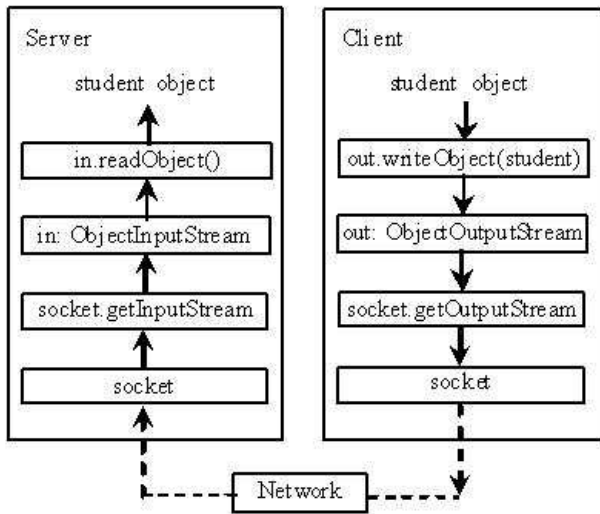 Server
student object
in.readObject()
in: ObjectInputStream
socket.getInputStream
socket
Client
student object
out.writeObject(student)
out: ObjectOutputStream
socket.getOutputStream
socket
Network